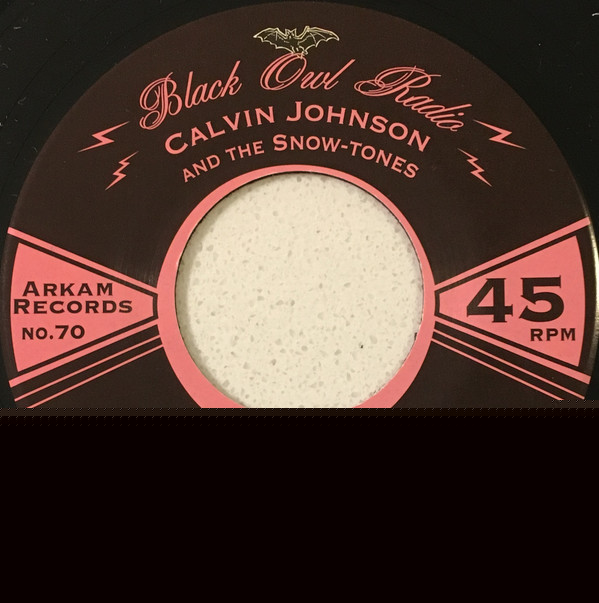 Black Owl Radio
CALVIN JOHNSON
AND THE SNOW-TONES
ARKAM
RECORDS
NO.70
45
RPM